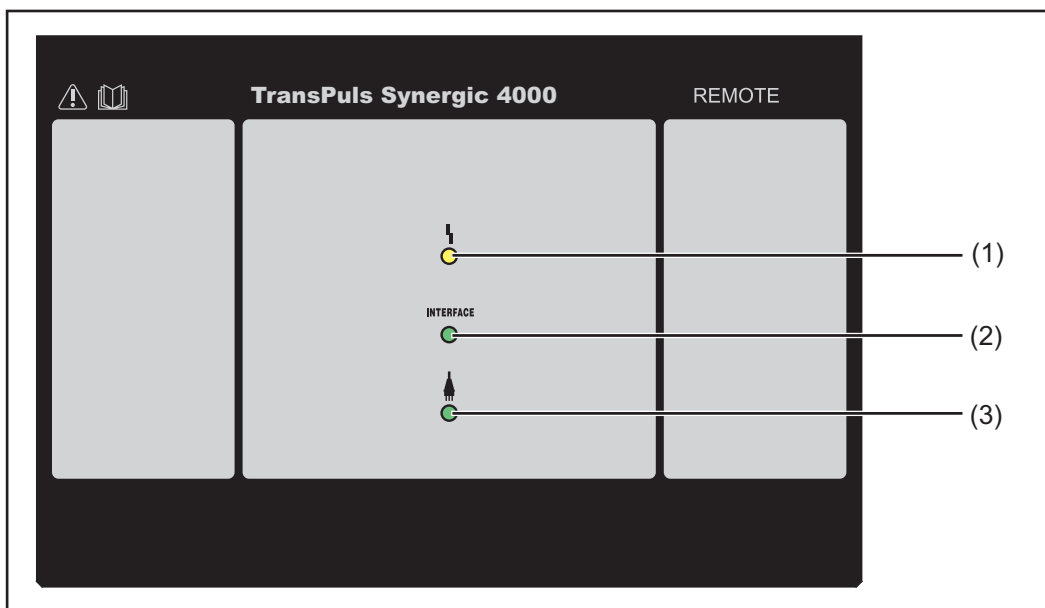 TransPuls Synergic 4000 REMOTE
(1)
INTERFACE
(2)
(3)